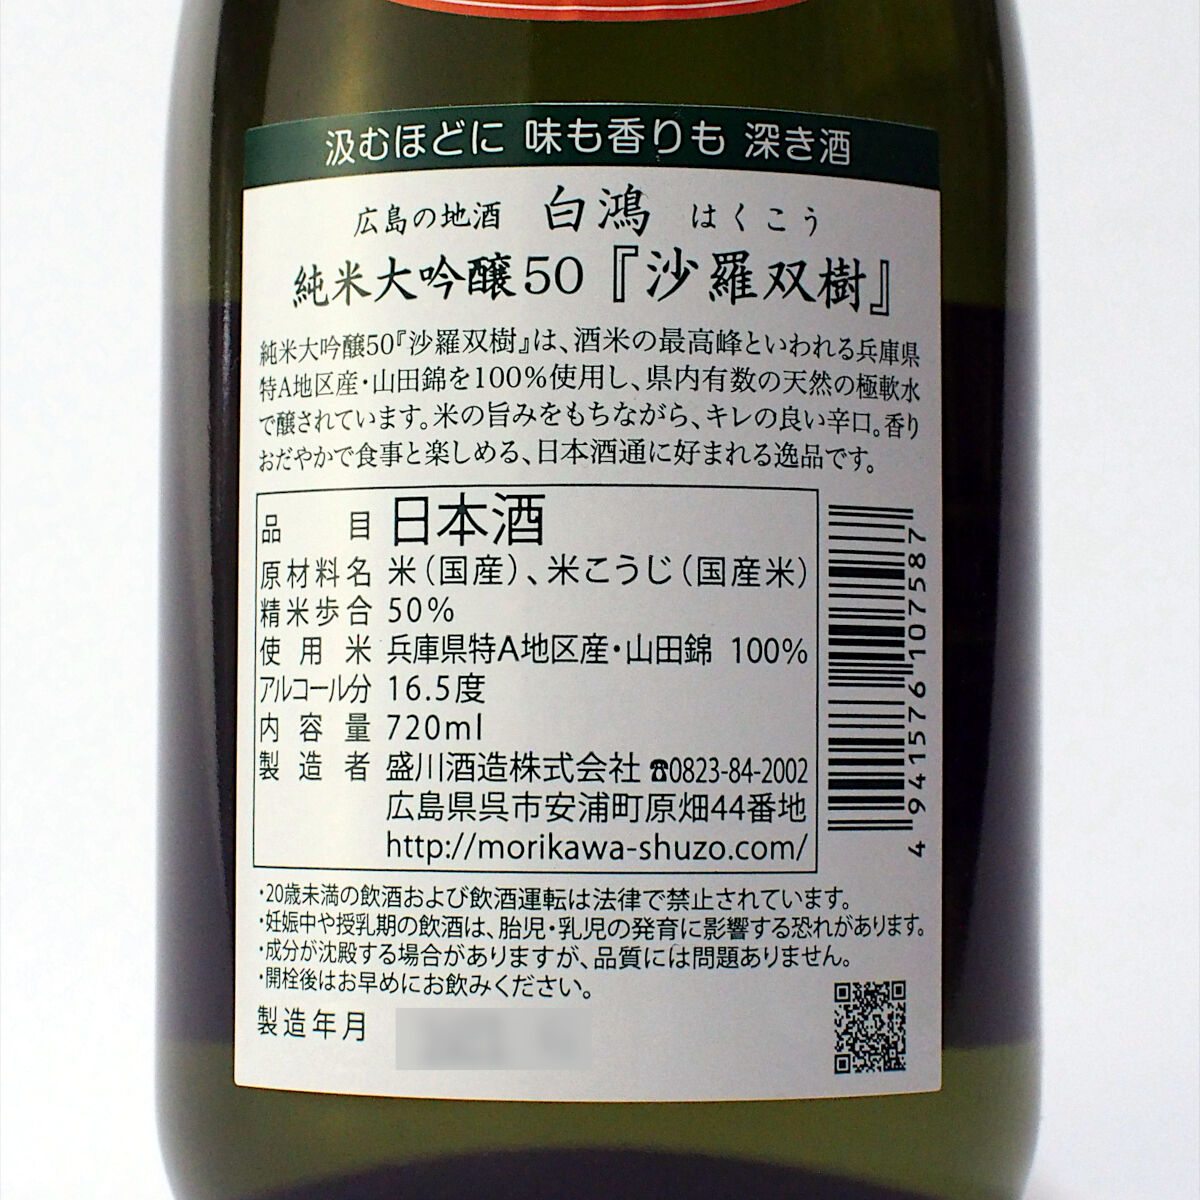 汲むほどに 味も香りも 深き酒
広島の地酒 白鴻 はくこう
純米大吟醸50『沙羅双樹』
純米大吟醸50『沙羅双樹』は、酒米の最高峰といわれる兵庫県
特A地区産・山田錦を100%使用し、県内有数の天然の極軟水
で醸されています。米の旨みをもちながら、キレの良い辛口。香り
おだやかで食事と楽しめる、日本酒通に好まれる逸品です。
品目 日本酒
原材料名 米(国産)、米こうじ(国産米)
精米歩合 50%
使用米 兵庫県特A地区産・山田錦 100%
アルコール分 16.5度
内容量 720ml
製造者 盛川酒造株式会社 ☎0823-84-2002
広島県呉市安浦町原畑44番地
http://morikawa-shuzo.com/
4 941576 107587
・20歳未満の飲酒および飲酒運転は法律で禁止されています。
・妊娠中や授乳期の飲酒は、胎児・乳児の発育に影響する恐れがあります。
・成分が沈殿する場合がありますが、品質には問題ありません。
・開栓後はお早めにお飲みください。
製造年月